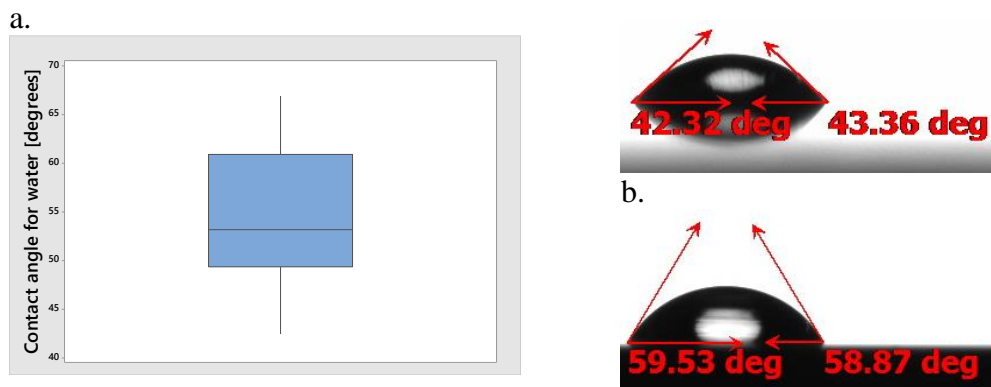 a.
Contact angle for water [degrees]
70
65
60
55
50
45
40
42.32 deg 43.36 deg
b.
59.53 deg 58.87 deg